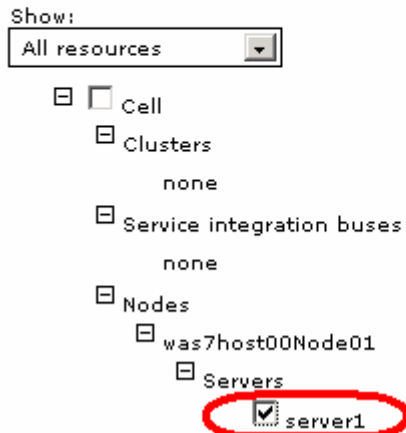 Show:
All resources
Cell
Clusters
none
Service integration buses
none
Nodes
was7host00Node01
Servers
server1